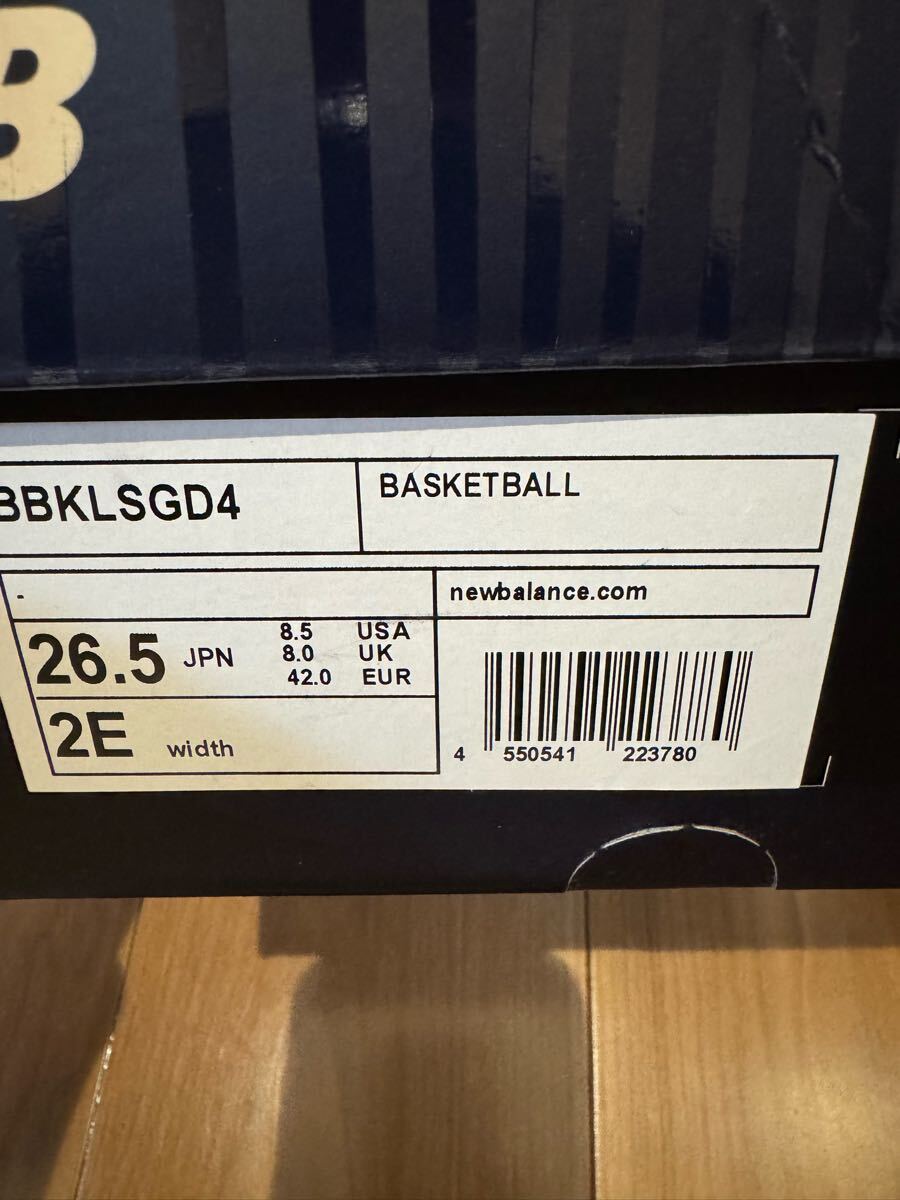 B
BBKLSGD4
BASKETBALL
-
newbalance.com
26.5 JPN
8.5 USA
8.0 UK
42.0 EUR
2E width
4 550541 223780